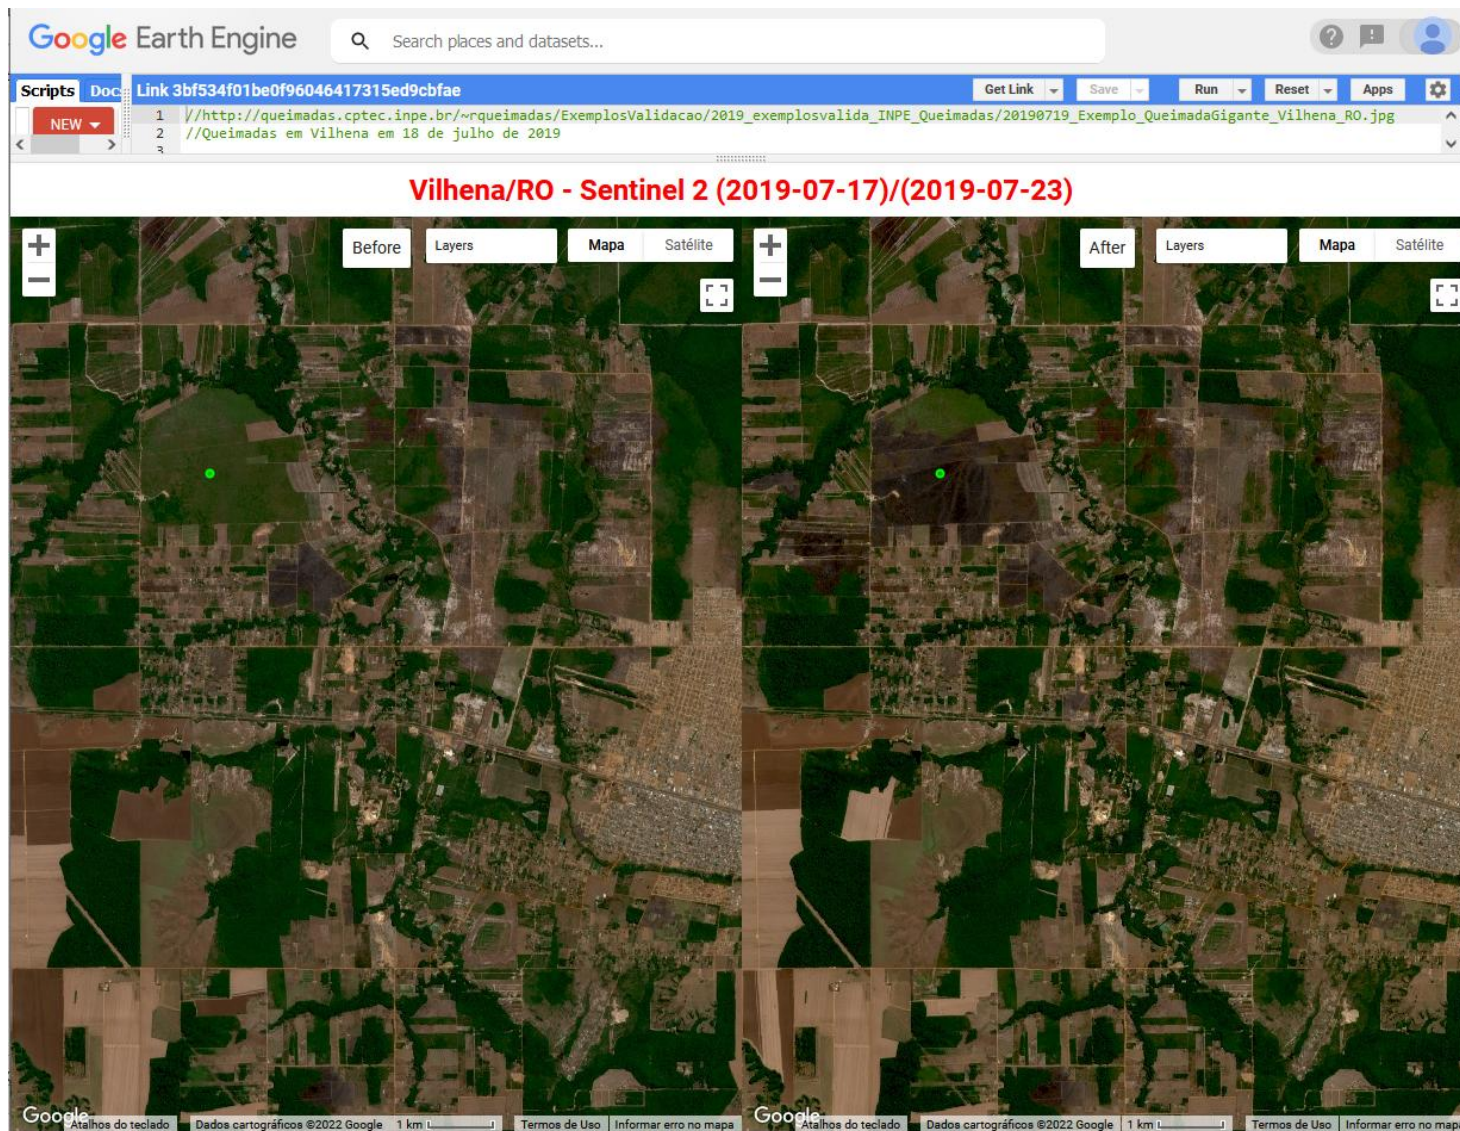 Google Earth Engine
Search places and datasets...
Scripts Doc
Link 3bf534f01be0f96046417315ed9cbfae
Get Link
Save
Run
Reset
Apps
NEW
1 //http://queimadas.cptec.inpe.br/~rqueimadas/ExemplosValidacao/2019_exemplosvalida_INPE_Queimadas/20190719_Exemplo_QueimadaGigante_Vilhena_RO.jpg
2 //Queimadas em Vilhena em 18 de julho de 2019
3
Vilhena/RO - Sentinel 2 (2019-07-17)/(2019-07-23)
Before
Layers
Mapa Satélite
After
Layers
Mapa Satélite
Google
Atalhos do teclado
Dados cartográficos ©2022 Google
1 km
Termos de Uso
Informar erro no mapa
Google
Atalhos do teclado
Dados cartográficos ©2022 Google
1 km
Termos de Uso
Informar erro no mapa